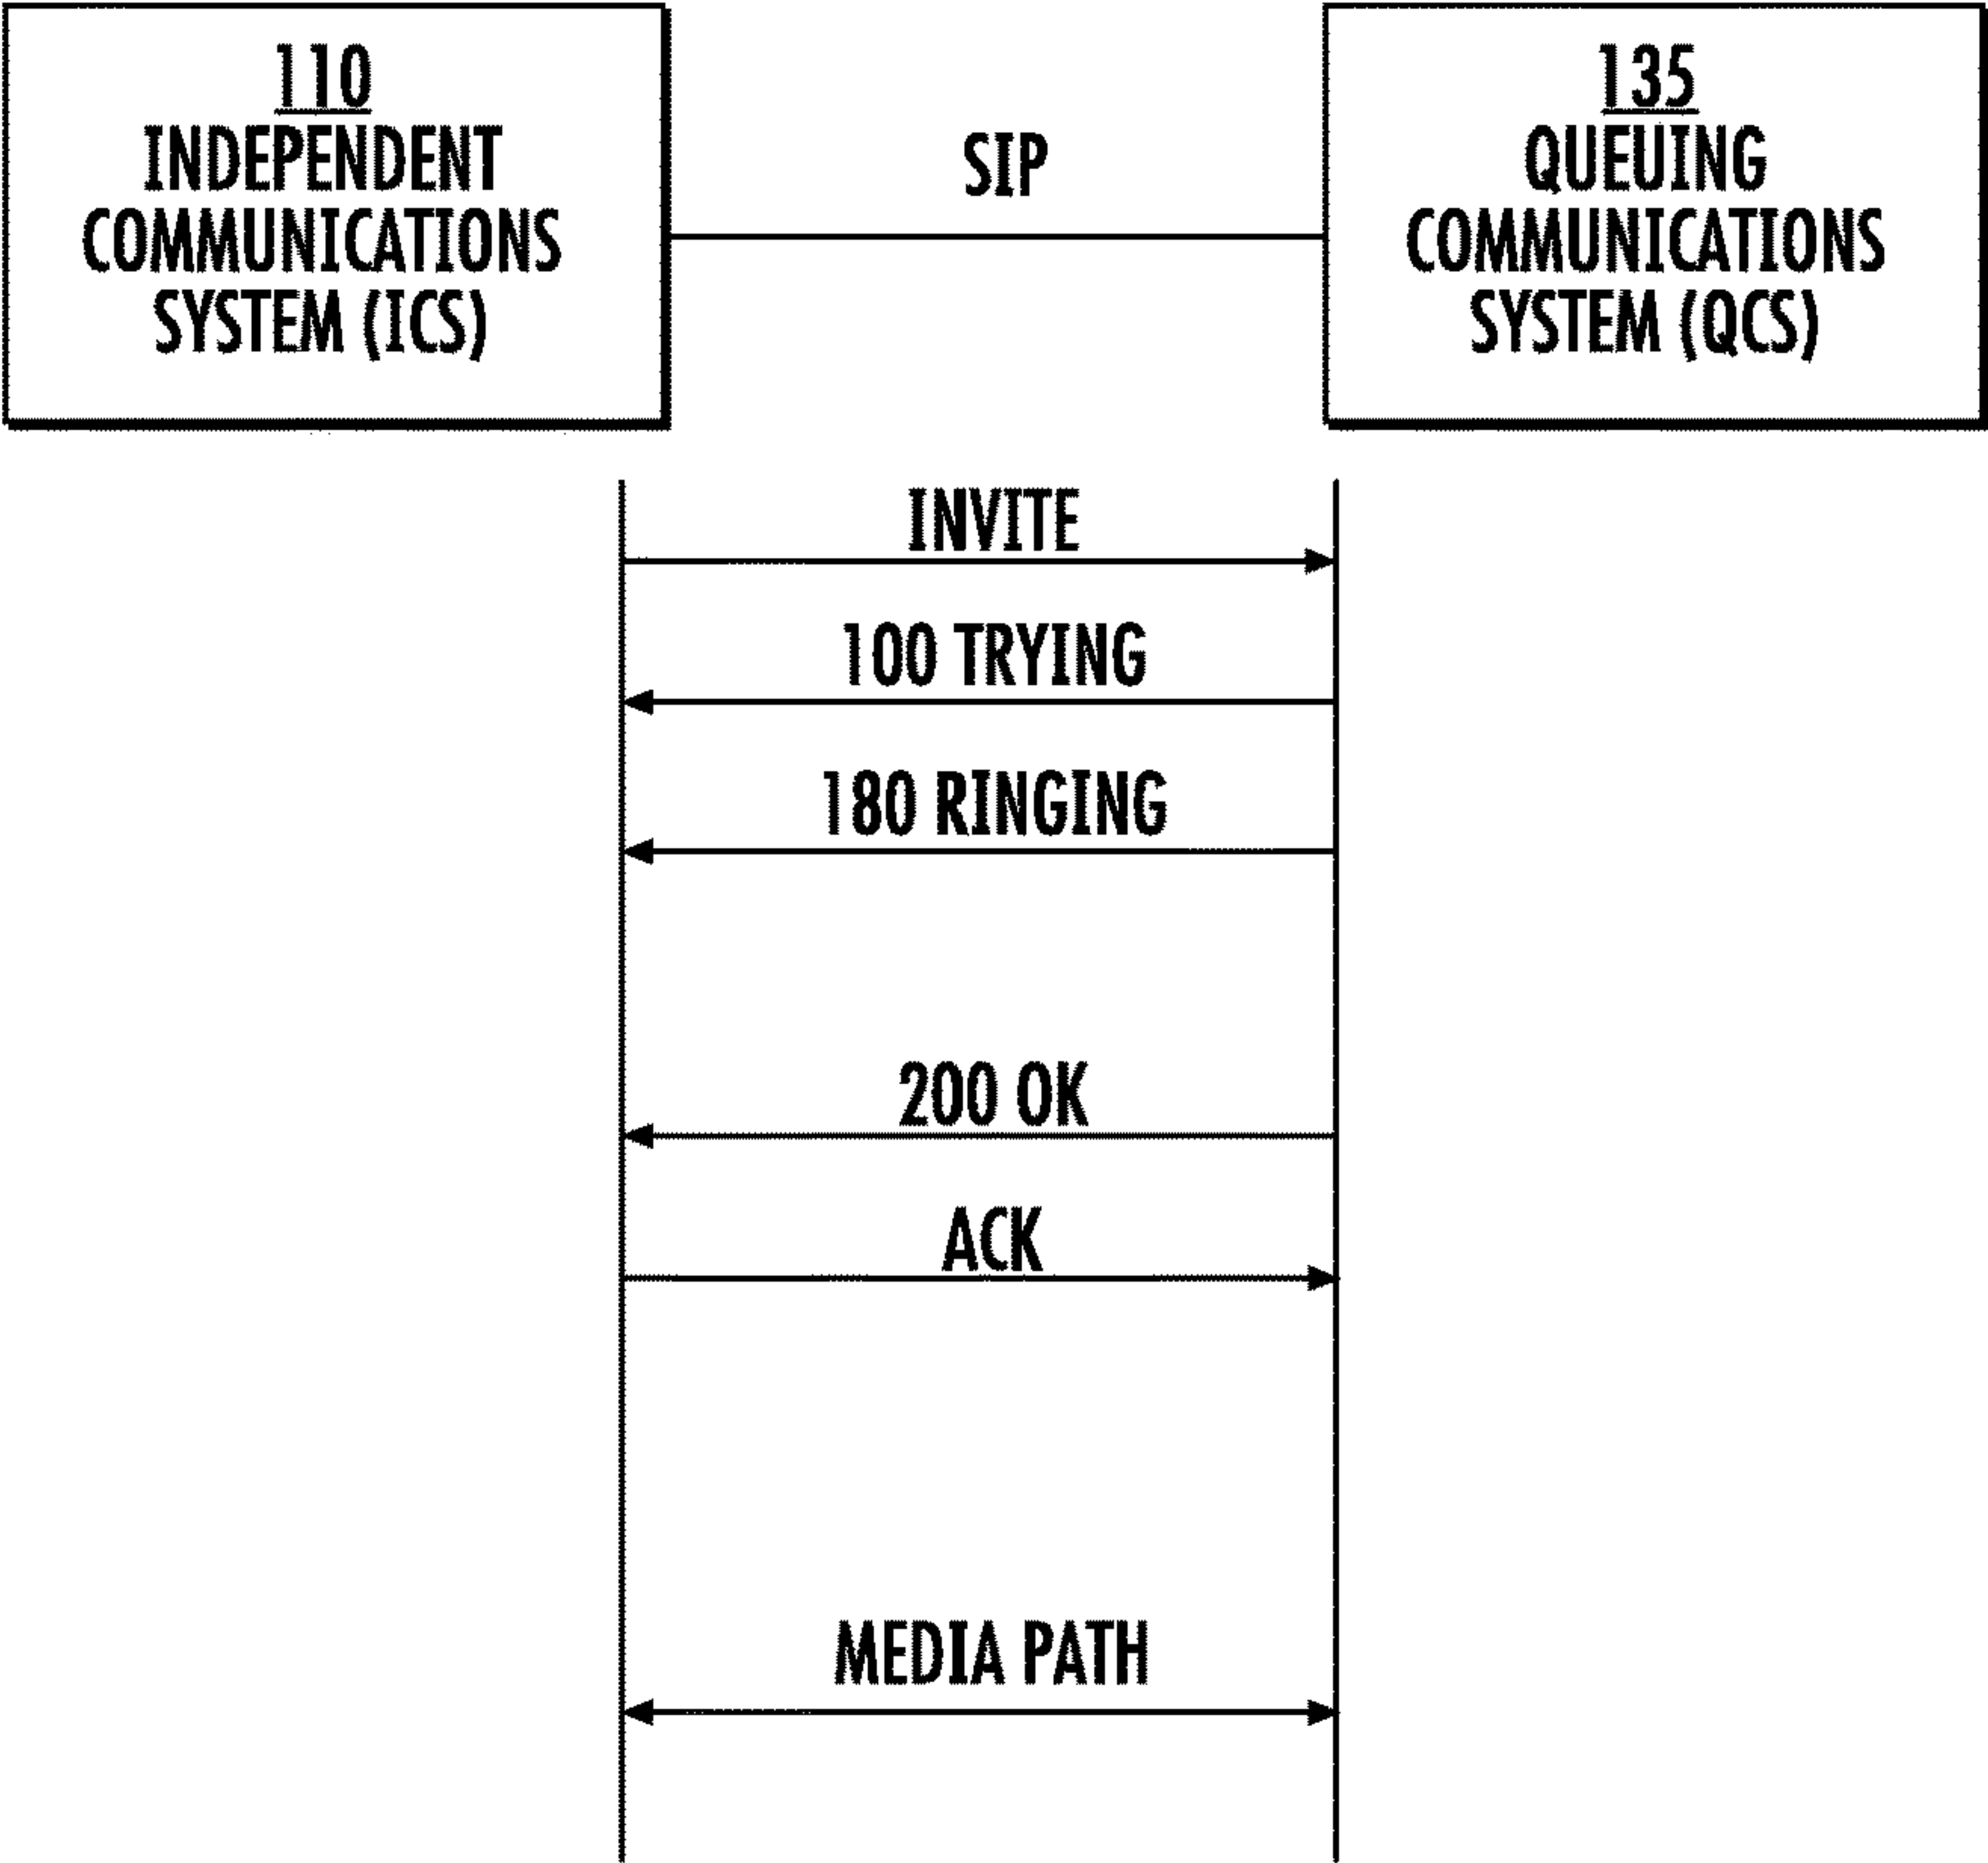 110
INDEPENDENT
COMMUNICATIONS
SYSTEM (ICS)
SIP
135
QUEUING
COMMUNICATIONS
SYSTEM (QCS)
INVITE
100 TRYING
180 RINGING
200 OK
ACK
MEDIA PATH